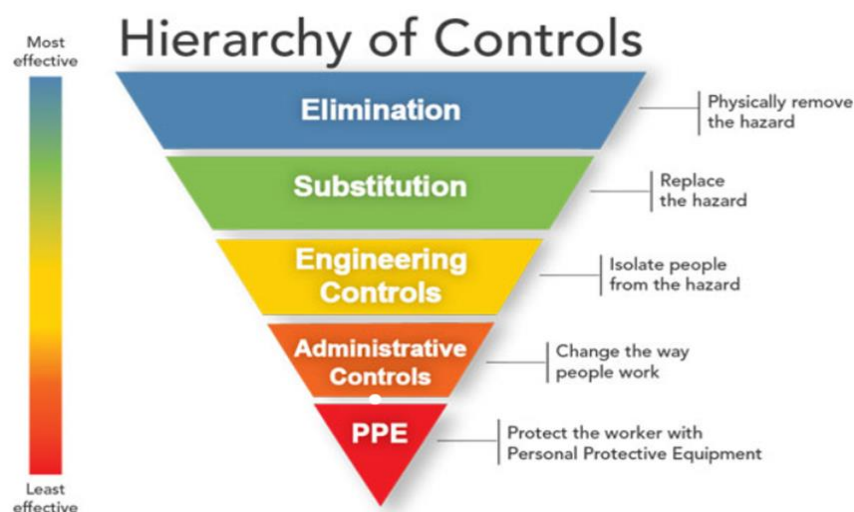 Hierarchy of Controls
Most
effective
Elimination
Physically remove
the hazard
Substitution
Replace
the hazard
Engineering
Controls
Isolate people
from the hazard
Administrative
Controls
Change the way
people work
PPE
Protect the worker with
Personal Protective Equipment
Least
effective